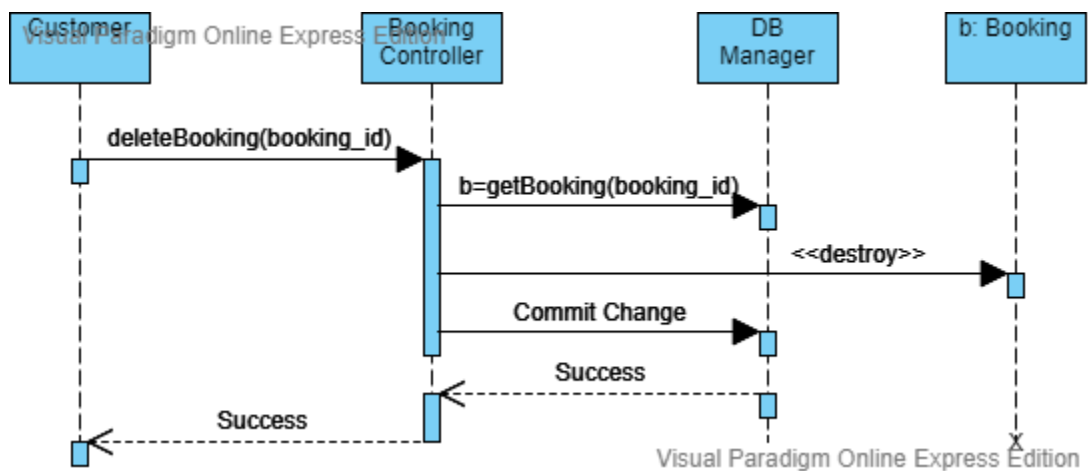 Customer
Visual Paradigm Online Express Edition
Booking
Controller
DB
Manager
b: Booking
deleteBooking(booking_id)
b=getBooking(booking_id)
<<destroy>>
Commit Change
Success
Success
X
Visual Paradigm Online Express Edition